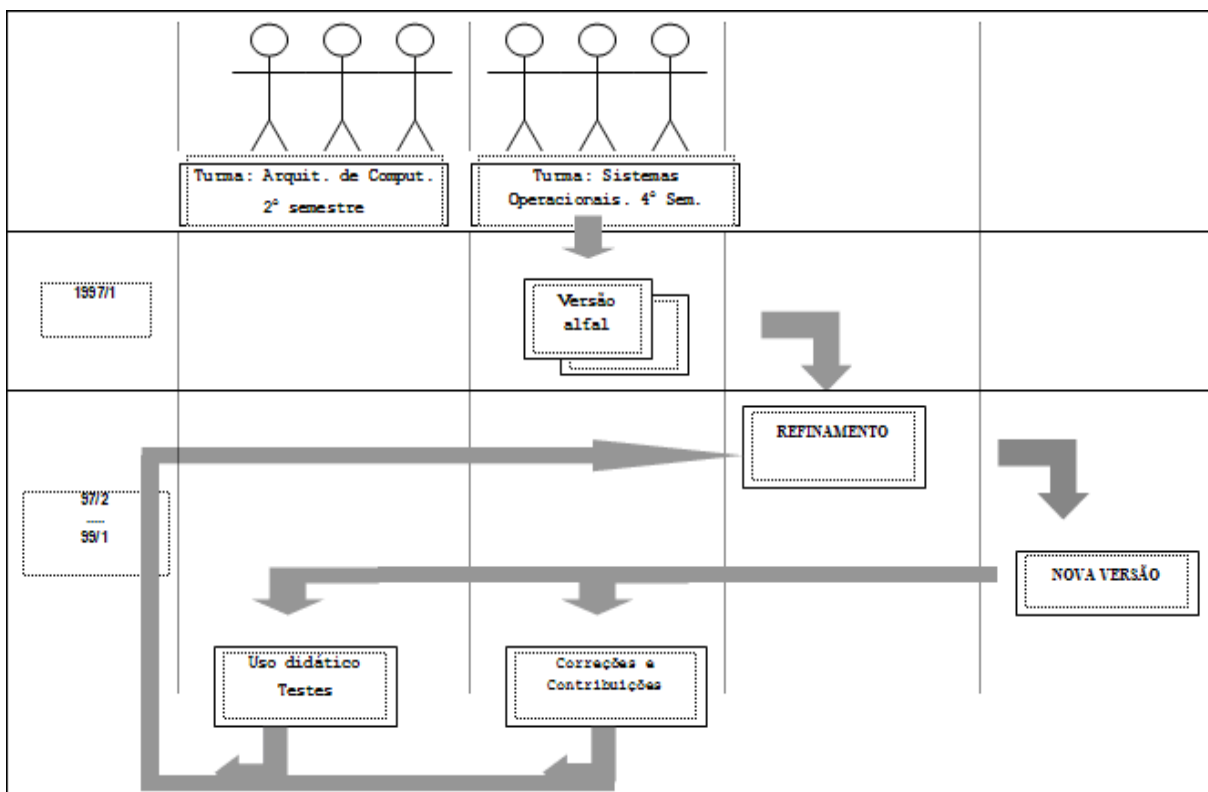 Turma: Arquit. de Comput.
2° semestre
Turma: Sistemas
Operacionais. 4° Sem.
1997/1
Versão
alfal
REFINAMENTO
97/2
.....
99/1
NOVA VERSÃO
Uso didático
Testes
Correções e
Contribuições